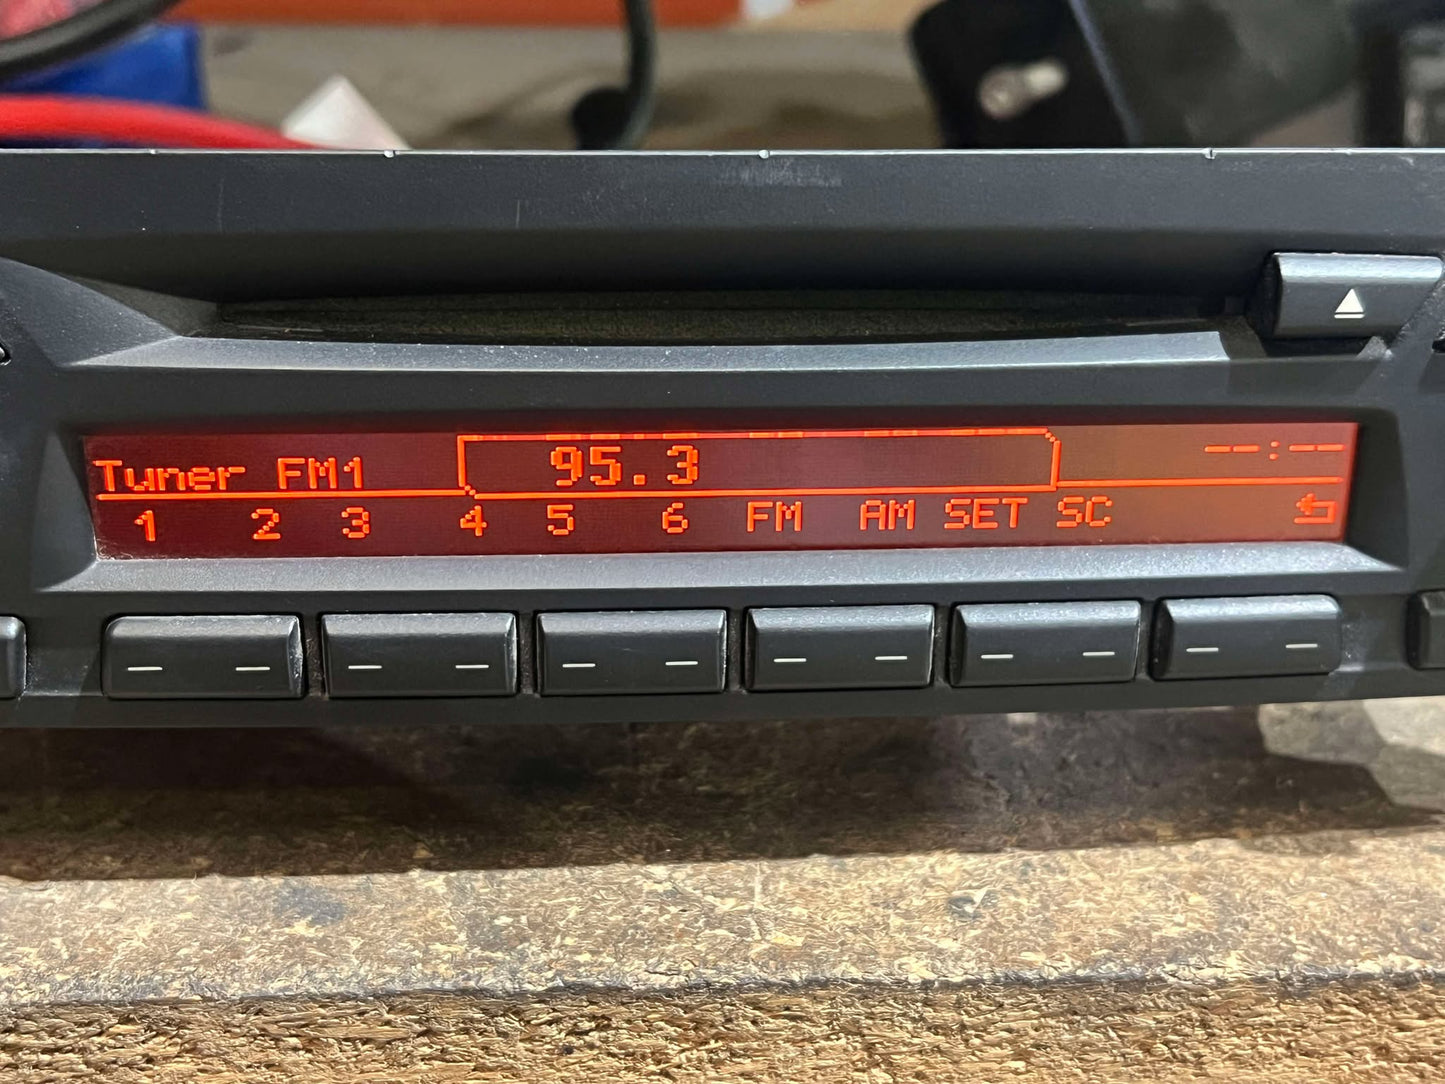 Tuner FM1 95.3 --:--
1 2 3 4 5 6 FM AM SET SC